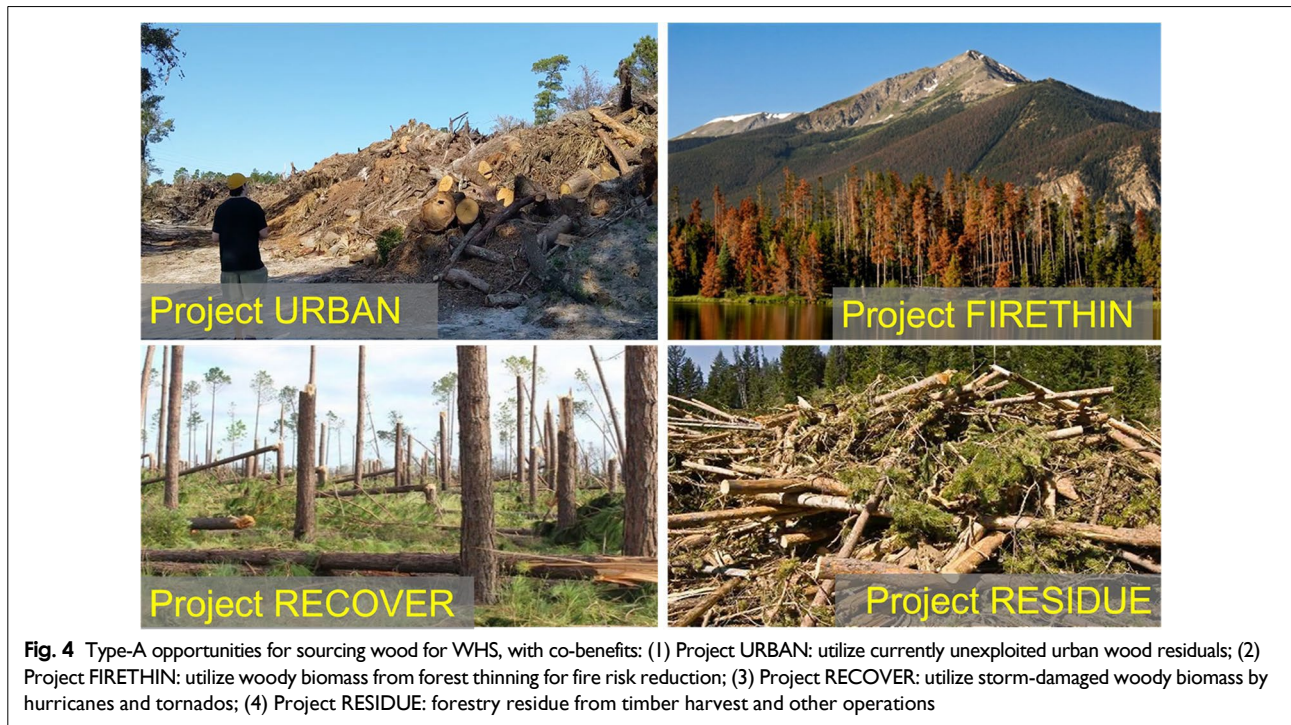 Project URBAN
Project FIRETHIN
Project RECOVER
Project RESIDUE
Fig. 4 Type-A opportunities for sourcing wood for WHS, with co-benefits: (1) Project URBAN: utilize currently unexploited urban wood residuals; (2)
Project FIRETHIN: utilize woody biomass from forest thinning for fire risk reduction; (3) Project RECOVER: utilize storm-damaged woody biomass by
hurricanes and tornados; (4) Project RESIDUE: forestry residue from timber harvest and other operations